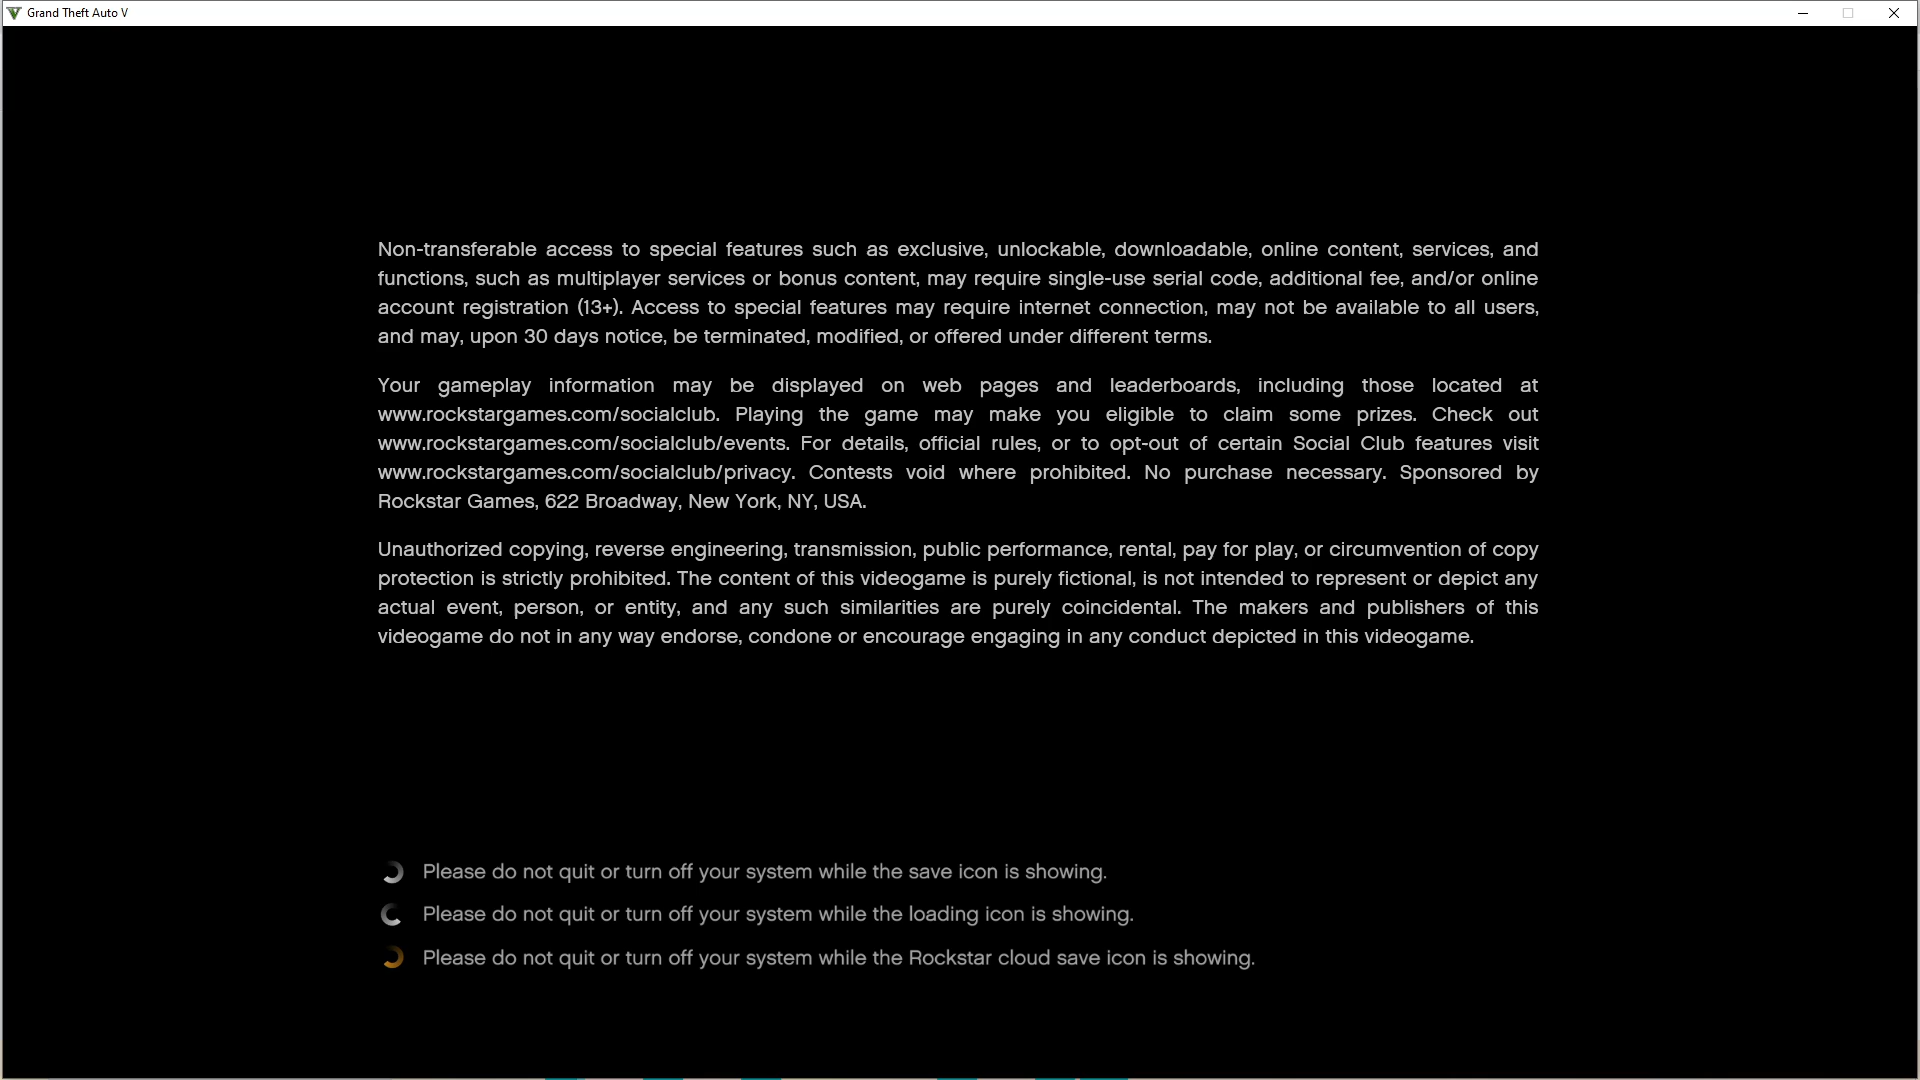 Grand Theft Auto V
Non-transferable access to special features such as exclusive, unlockable, downloadable, online content, services, and
functions, such as multiplayer services or bonus content, may require single-use serial code, additional fee, and/or online
account registration (13+). Access to special features may require internet connection, may not be available to all users,
and may, upon 30 days notice, be terminated, modified, or offered under different terms.
Your gameplay information may be displayed on web pages and leaderboards, including those located at
www.rockstargames.com/socialclub. Playing the game may make you eligible to claim some prizes. Check out
www.rockstargames.com/socialclub/events. For details, official rules, or to opt-out of certain Social Club features visit
www.rockstargames.com/socialclub/privacy. Contests void where prohibited. No purchase necessary. Sponsored by
Rockstar Games, 622 Broadway, New York, NY, USA.
Unauthorized copying, reverse engineering, transmission, public performance, rental, pay for play, or circumvention of copy
protection is strictly prohibited. The content of this videogame is purely fictional, is not intended to represent or depict any
actual event, person, or entity, and any such similarities are purely coincidental. The makers and publishers of this
videogame do not in any way endorse, condone or encourage engaging in any conduct depicted in this videogame.
Please do not quit or turn off your system while the save icon is showing.
Please do not quit or turn off your system while the loading icon is showing.
Please do not quit or turn off your system while the Rockstar cloud save icon is showing.